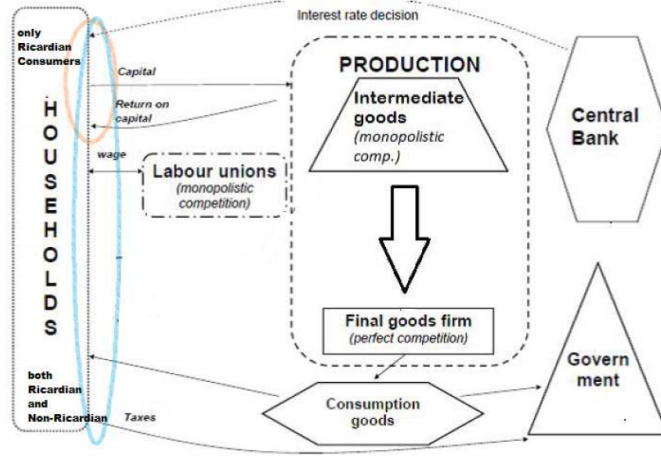 Interest rate decision
only
Ricardian
Consumers
PRODUCTION
Capital
Intermediate
goods
(monopolistic
comp.)
Return on
capital
Central
Bank
HOUSEHOLDS
wage
Labour unions
(monopolistic
competition)
Final goods firm
(perfect competition)
Govern
ment
both
Ricardian
and
Non-Ricardian
Taxes
Consumption
goods